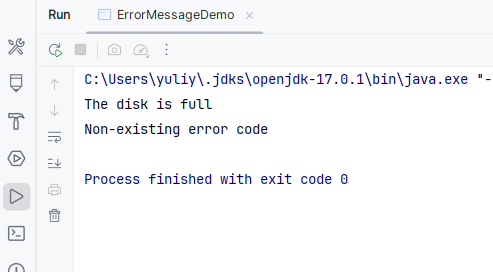 Run ErrorMessageDemo
C:\Users\yuliy\.jdks\openjdk-17.0.1\bin\java.exe "-
The disk is full
Non-existing error code
Process finished with exit code 0